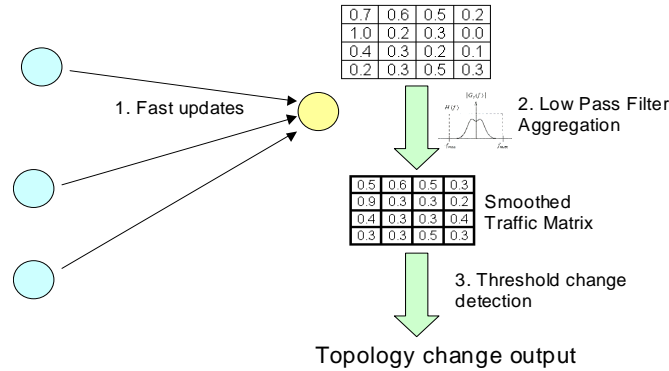 0.7 0.6 0.5 0.2
1.0 0.2 0.3 0.0
0.4 0.3 0.2 0.1
0.2 0.3 0.5 0.3
1. Fast updates
|G_s(f)|
H(f)
2. Low Pass Filter
Aggregation
0.5 0.6 0.5 0.3
0.9 0.3 0.3 0.2
0.4 0.3 0.3 0.4
0.3 0.3 0.5 0.3
Smoothed
Traffic Matrix
3. Threshold change
detection
Topology change output